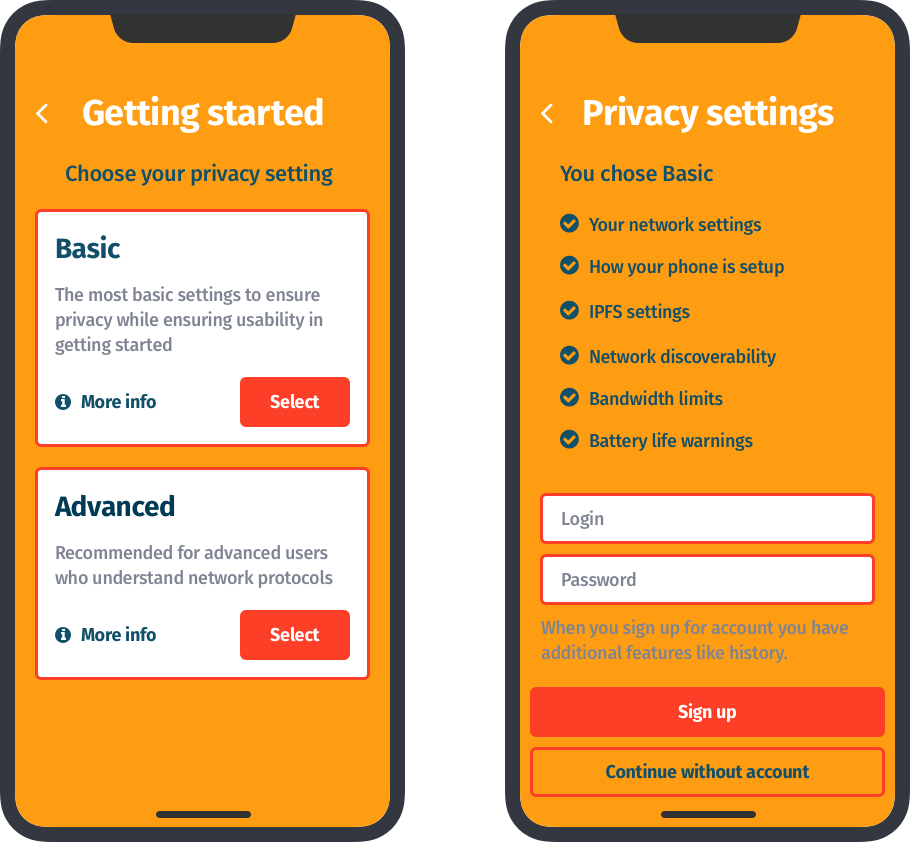 Getting started
Choose your privacy setting
Basic
The most basic settings to ensure
privacy while ensuring usability in
getting started
More info
Select
Advanced
Recommended for advanced users
who understand network protocols
More info
Select
Privacy settings
You chose Basic
Your network settings
How your phone is setup
IPFS settings
Network discoverability
Bandwidth limits
Battery life warnings
Login
Password
When you sign up for account you have
additional features like history.
Sign up
Continue without account